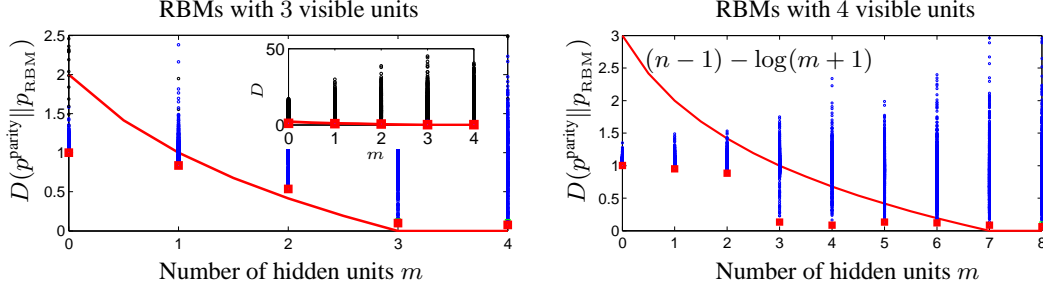 RBMs with 3 visible units
D(p^parity‖p_RBM)
2.5
2
1.5
1
0.5
0
0 1 2 3 4
Number of hidden units m
50
D
0
0 1 2 3 4
m
RBMs with 4 visible units
(n − 1) − log(m + 1)
D(p^parity‖p_RBM)
3
2.5
2
1.5
1
0.5
0
0 1 2 3 4 5 6 7 8
Number of hidden units m